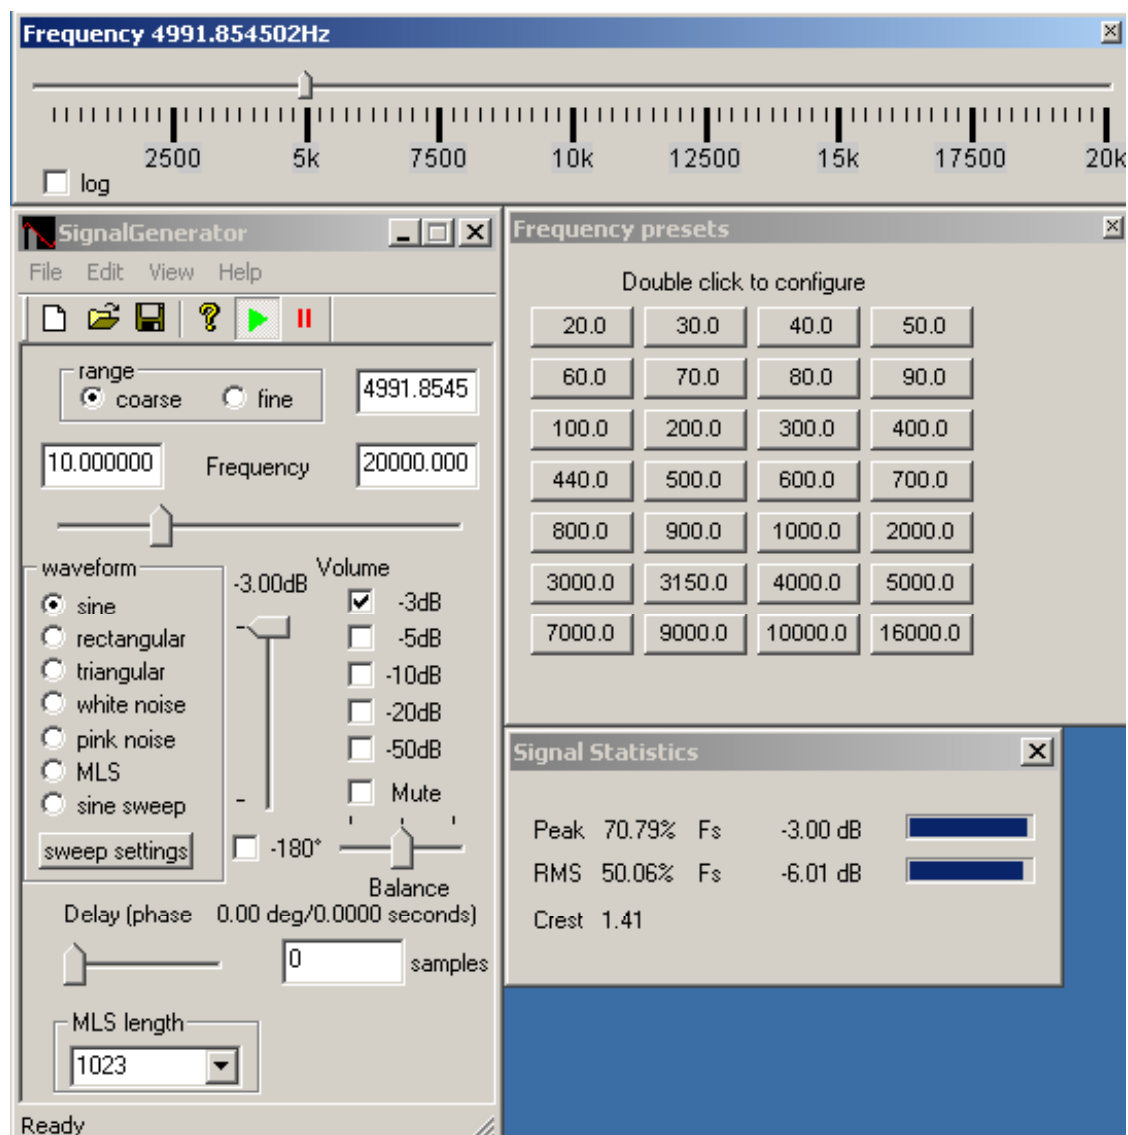 Frequency 4991.854502Hz
2500 5k 7500 10k 12500 15k 17500 20k
log
SignalGenerator
File Edit View Help
range
coarse fine 4991.8545
10.000000 Frequency 20000.000
waveform
sine
rectangular
triangular
white noise
pink noise
MLS
sine sweep
sweep settings
-3.00dB
Volume
-3dB
-5dB
-10dB
-20dB
-50dB
Mute
-180°
Balance
Delay (phase 0.00 deg/0.0000 seconds)
0 samples
MLS length
1023
Ready
Frequency presets
Double click to configure
20.0 30.0 40.0 50.0
60.0 70.0 80.0 90.0
100.0 200.0 300.0 400.0
440.0 500.0 600.0 700.0
800.0 900.0 1000.0 2000.0
3000.0 3150.0 4000.0 5000.0
7000.0 9000.0 10000.0 16000.0
Signal Statistics
Peak 70.79% Fs -3.00 dB
RMS 50.06% Fs -6.01 dB
Crest 1.41